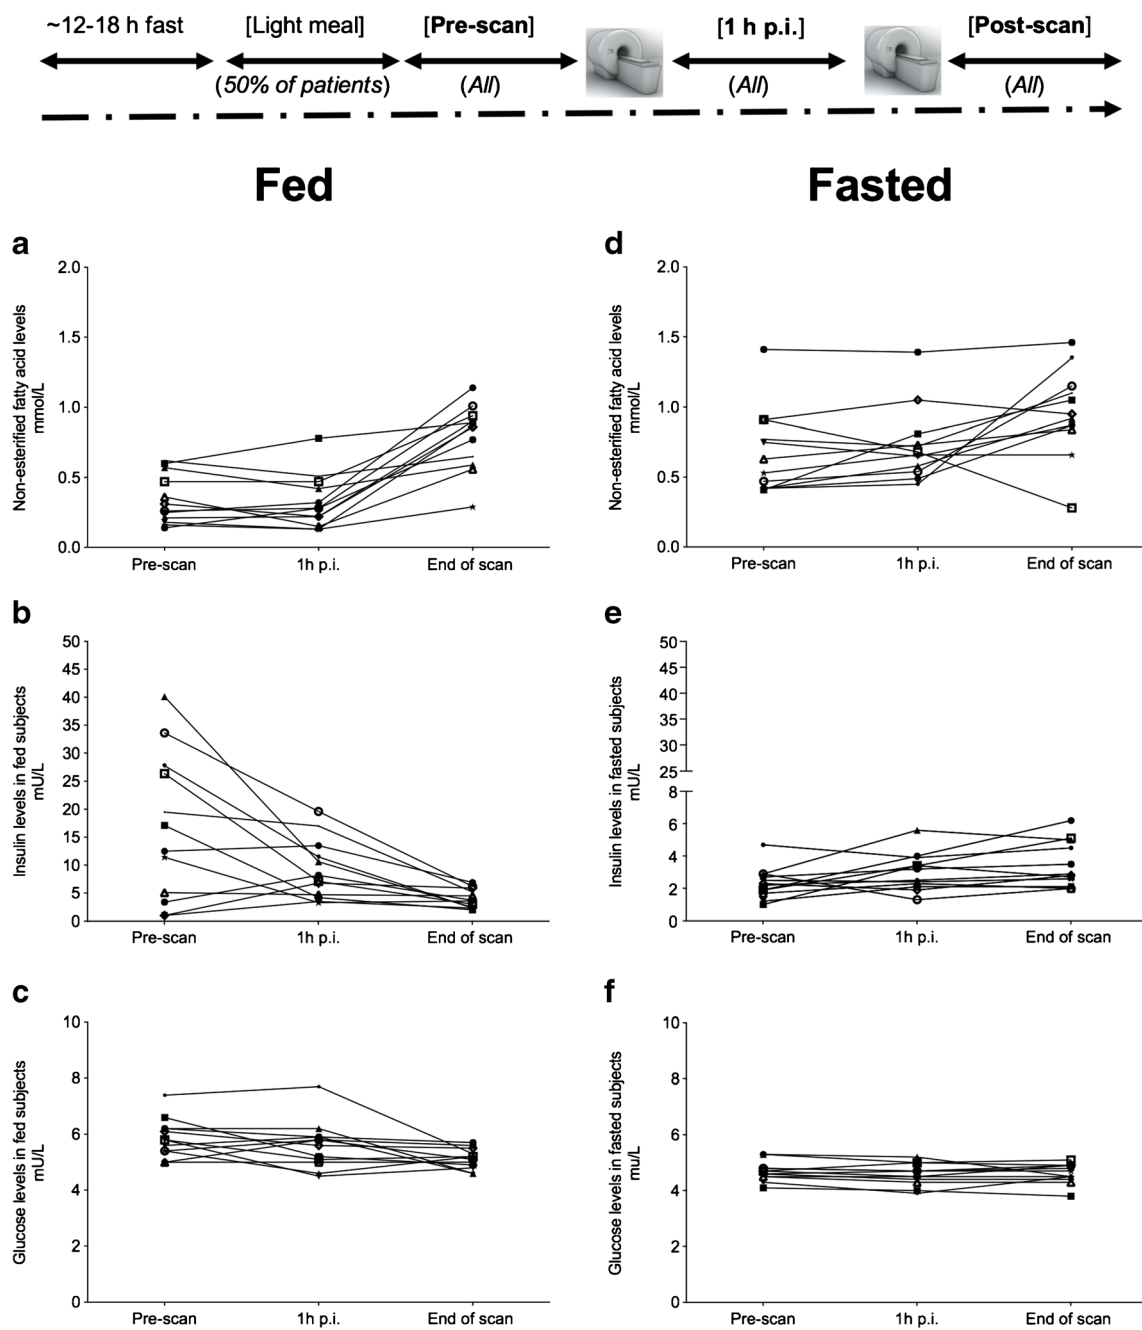 ~12-18 h fast [Light meal] [Pre-scan] [1 h p.i.] [Post-scan]
(50% of patients) (All) (All) (All)
Fed Fasted
a
Non-esterified fatty acid levels
mmol/L
2.0
1.5
1.0
0.5
0.0
Pre-scan 1h p.i. End of scan
d
Non-esterified fatty acid levels
mmol/L
2.0
1.5
1.0
0.5
0.0
Pre-scan 1h p.i. End of scan
b
Insulin levels in fed subjects
mU/L
50
45
40
35
30
25
20
15
10
5
0
Pre-scan 1h p.i. End of scan
e
Insulin levels in fasted subjects
mU/L
50
45
40
35
30
25
8
6
4
2
0
Pre-scan 1h p.i. End of scan
c
Glucose levels in fed subjects
mU/L
10
8
6
4
2
0
Pre-scan 1h p.i. End of scan
f
Glucose levels in fasted subjects
mU/L
10
8
6
4
2
0
Pre-scan 1h p.i. End of scan